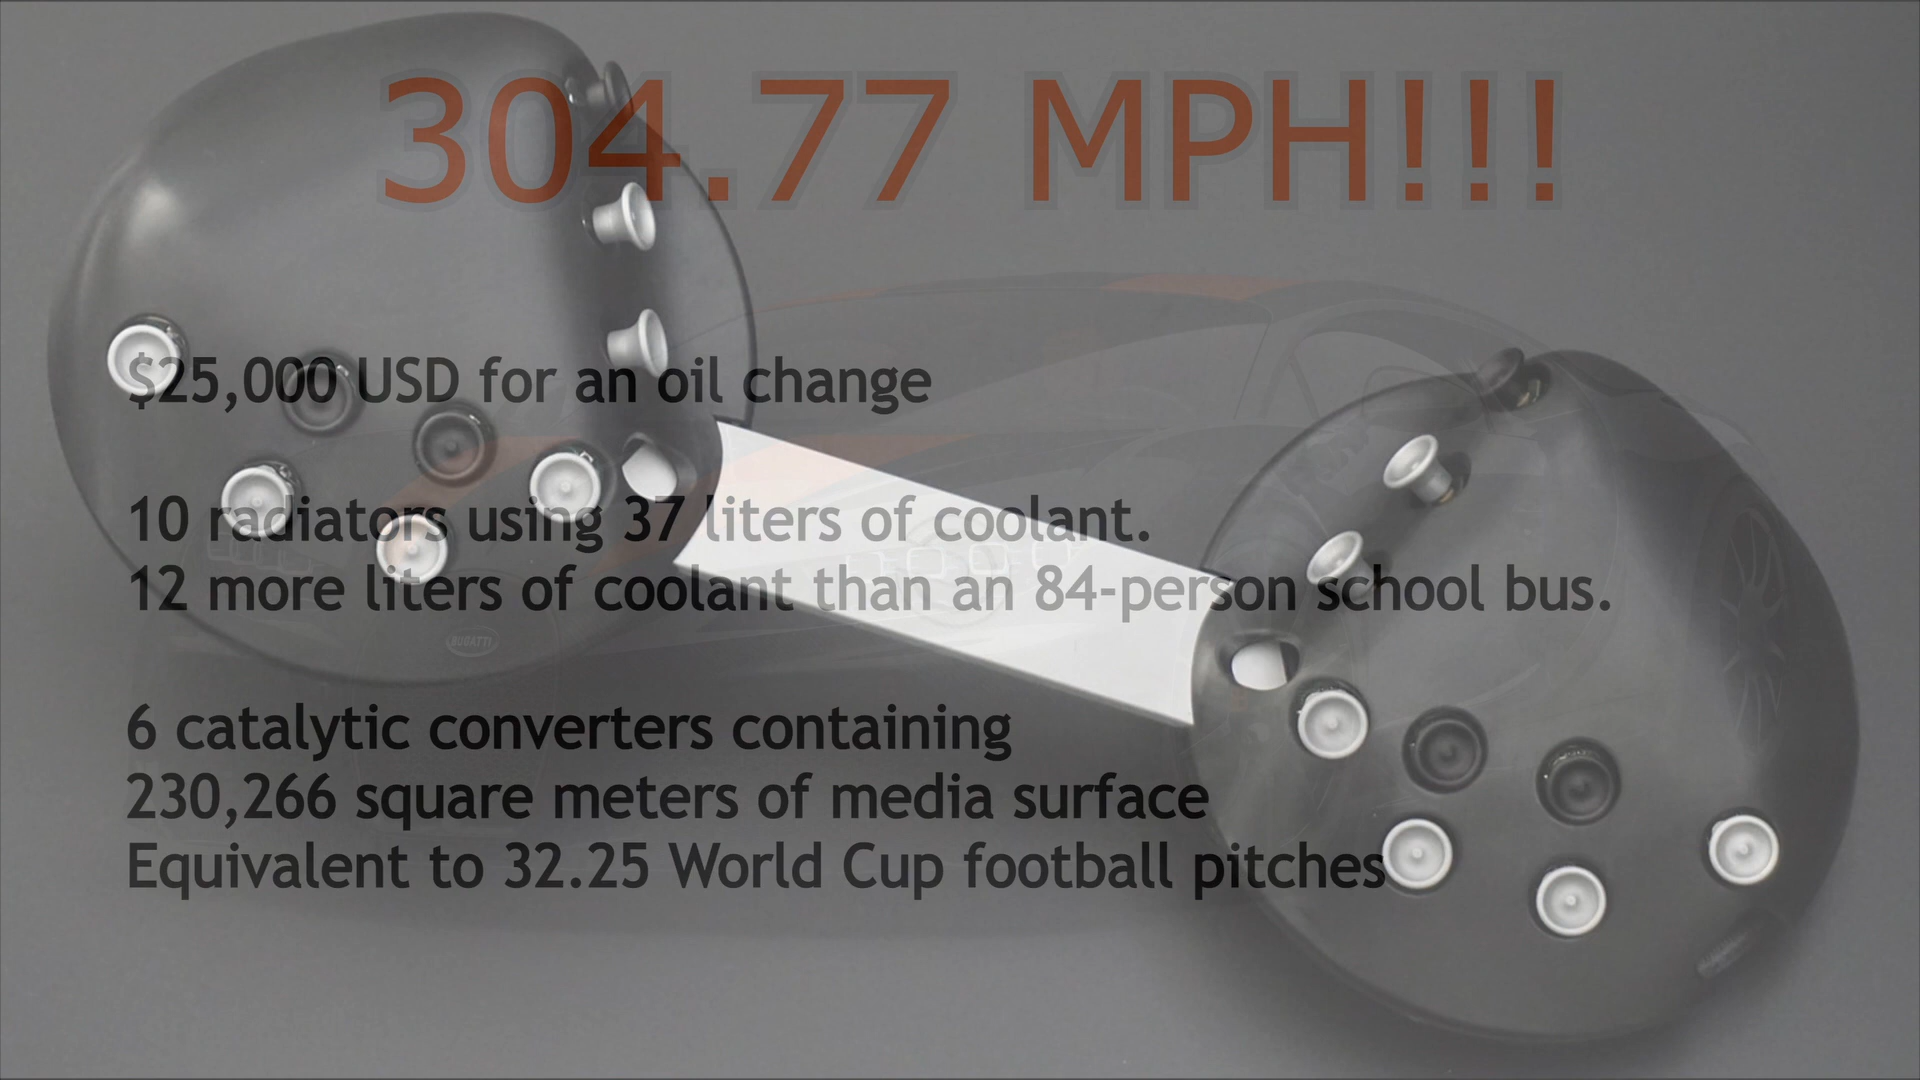 304.77 MPH!!!
$25,000 USD for an oil change
10 radiators using 37 liters of coolant.
12 more liters of coolant than an 84-person school bus.
BUGATTI
6 catalytic converters containing
230,266 square meters of media surface
Equivalent to 32.25 World Cup football pitches